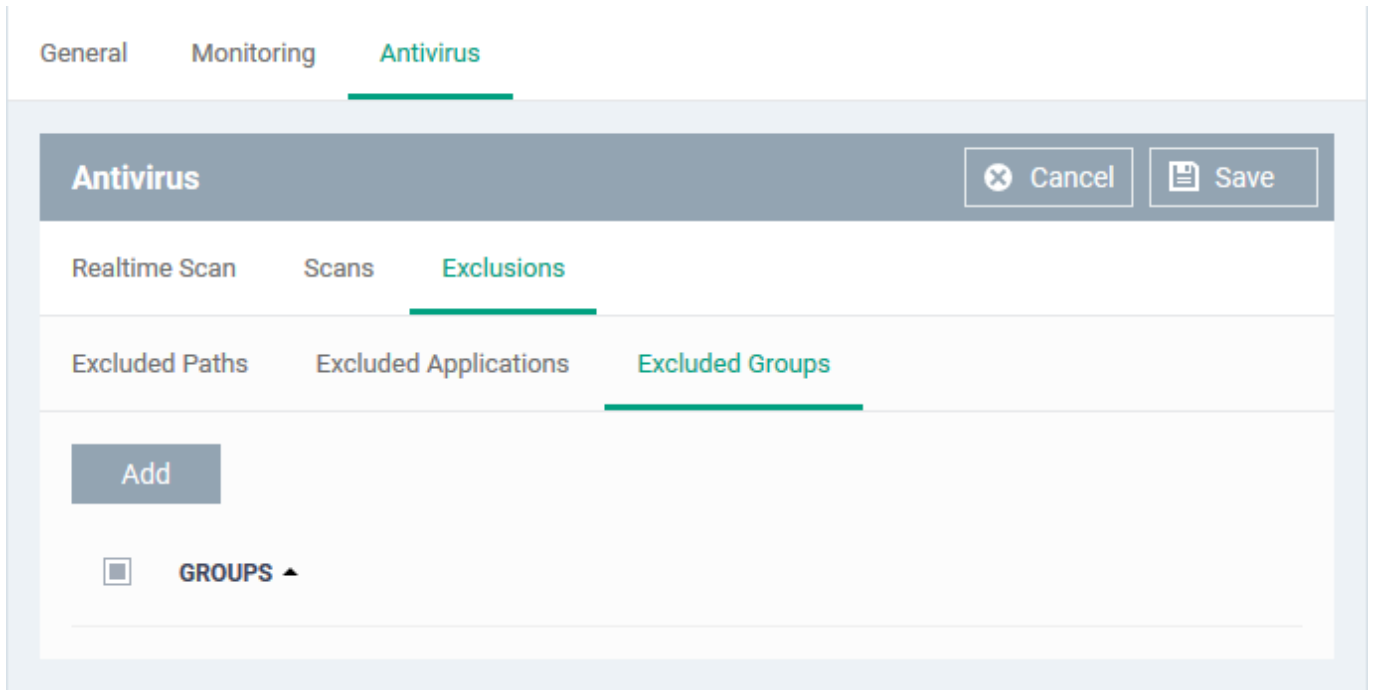 General Monitoring Antivirus
Antivirus Cancel Save
Realtime Scan Scans Exclusions
Excluded Paths Excluded Applications Excluded Groups
Add
GROUPS